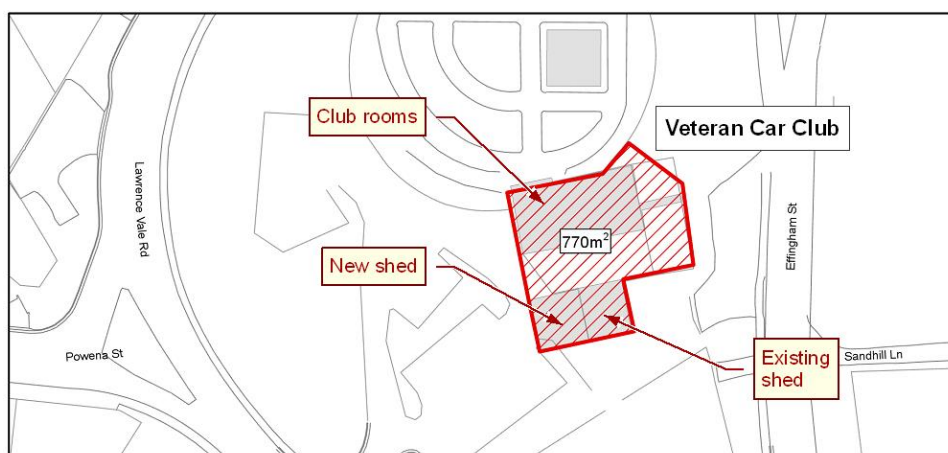 Club rooms
Veteran Car Club
Lawrence Vale Rd
Effingham St
770m²
New shed
Powena St
Existing
shed
Sandhill Ln